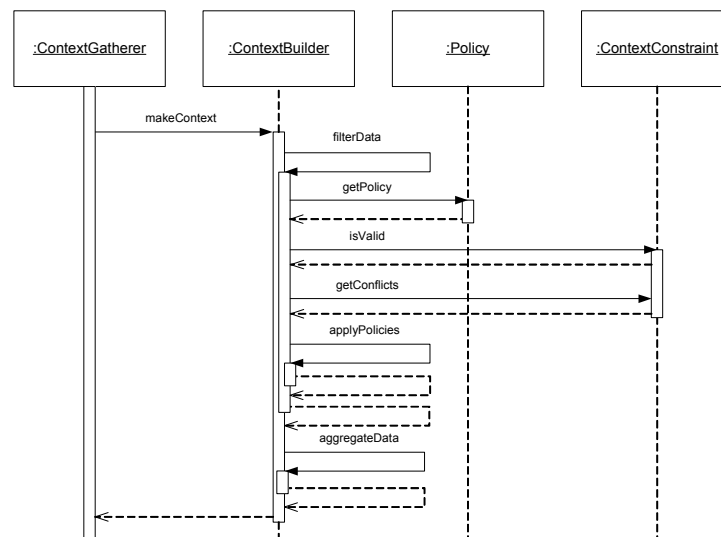 :ContextGatherer
:ContextBuilder
:Policy
:ContextConstraint
makeContext
filterData
getPolicy
isValid
getConflicts
applyPolicies
aggregateData